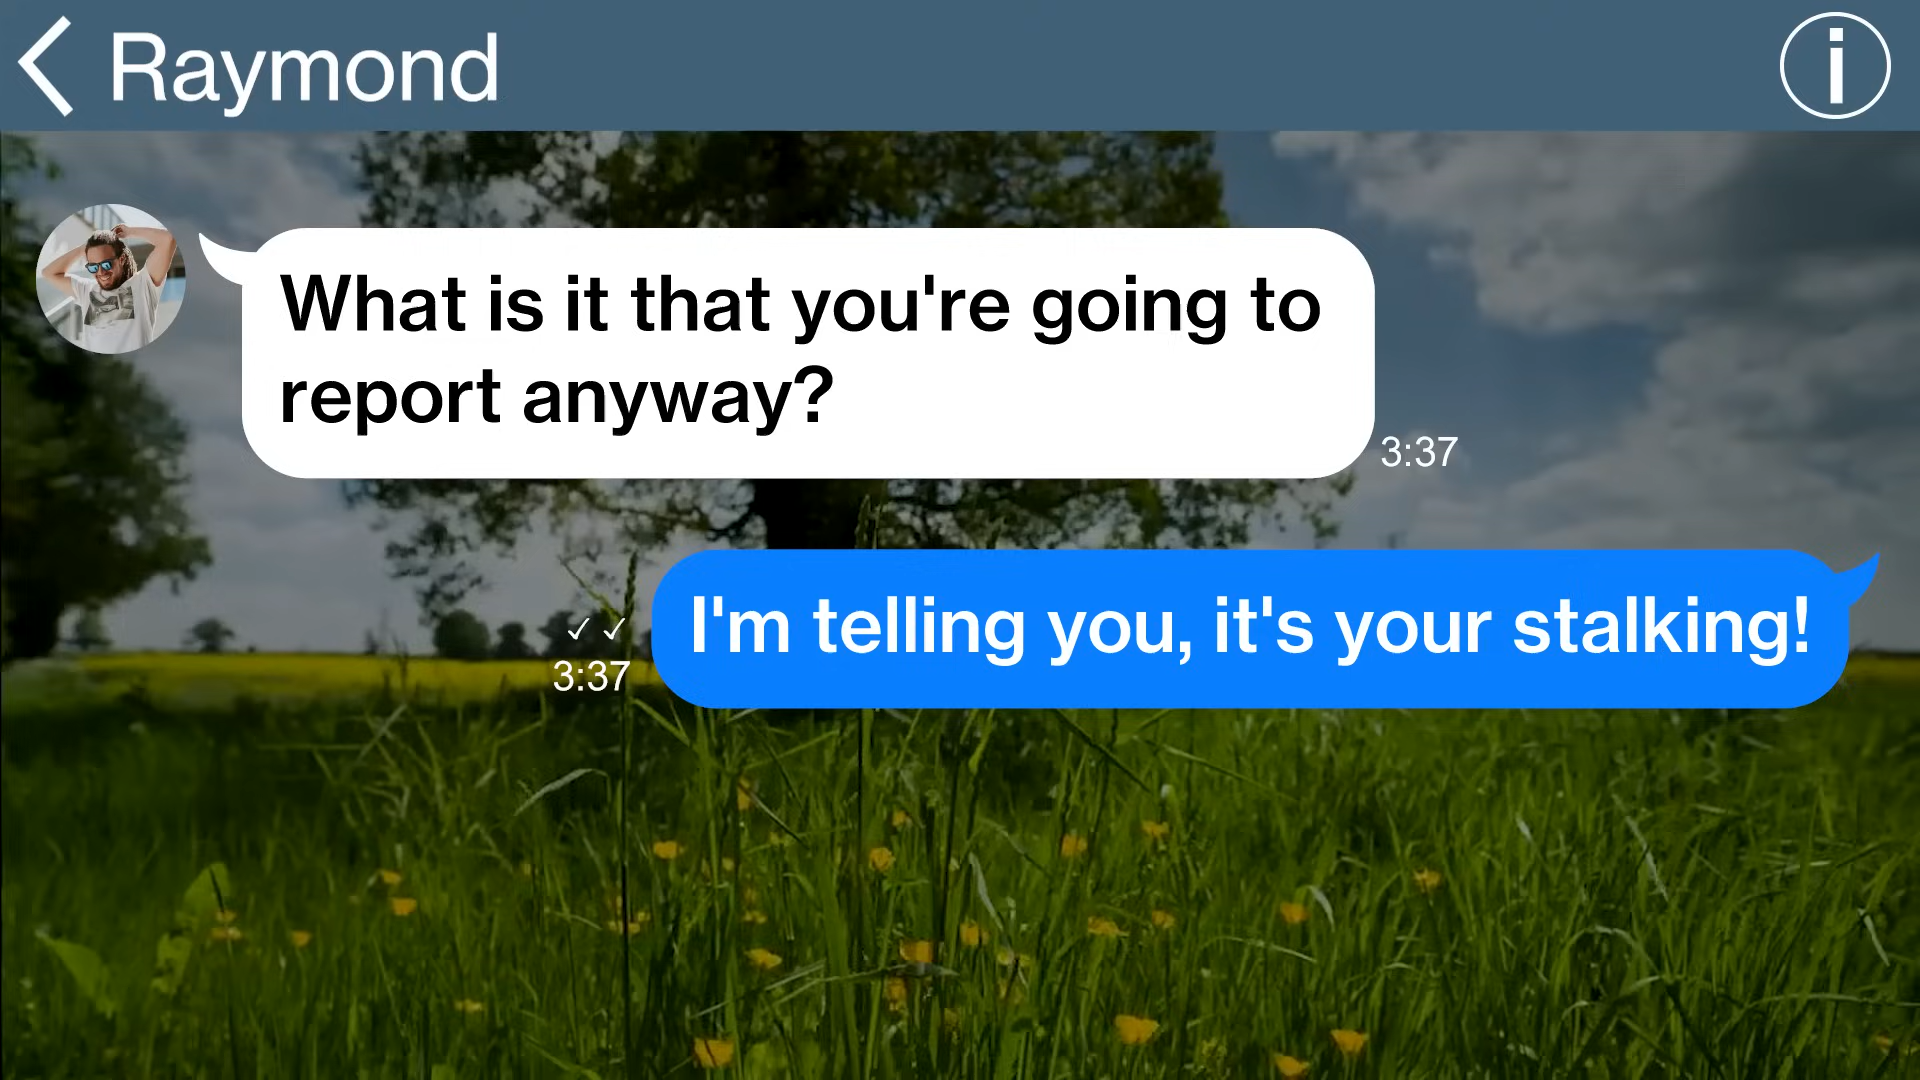 Raymond
What is it that you're going to
report anyway?
3:37
I'm telling you, it's your stalking!
✓ ✓
3:37